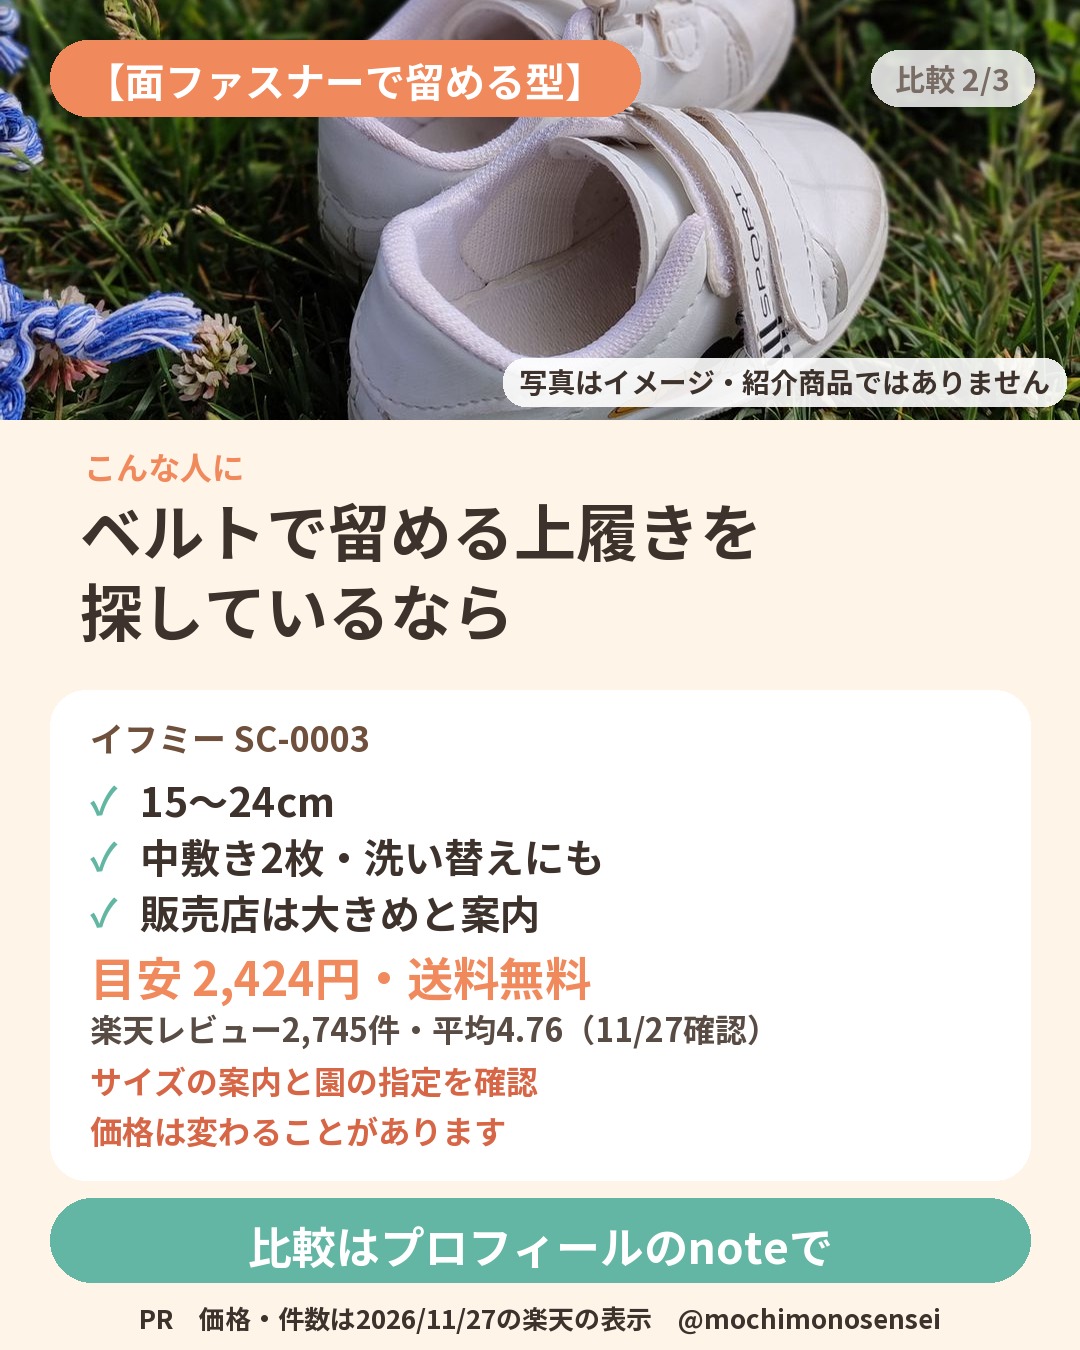 【面ファスナーで留める型】
比較 2/3
SPORT
写真はイメージ・紹介商品ではありません
こんな人に
ベルトで留める上履きを
探しているなら
イフミー SC-0003
✓ 15〜24cm
✓ 中敷き2枚・洗い替えにも
✓ 販売店は大きめと案内
目安 2,424円・送料無料
楽天レビュー2,745件・平均4.76（11/27確認）
サイズの案内と園の指定を確認
価格は変わることがあります
比較はプロフィールのnoteで
PR 価格・件数は2026/11/27の楽天の表示 @mochimonosensei